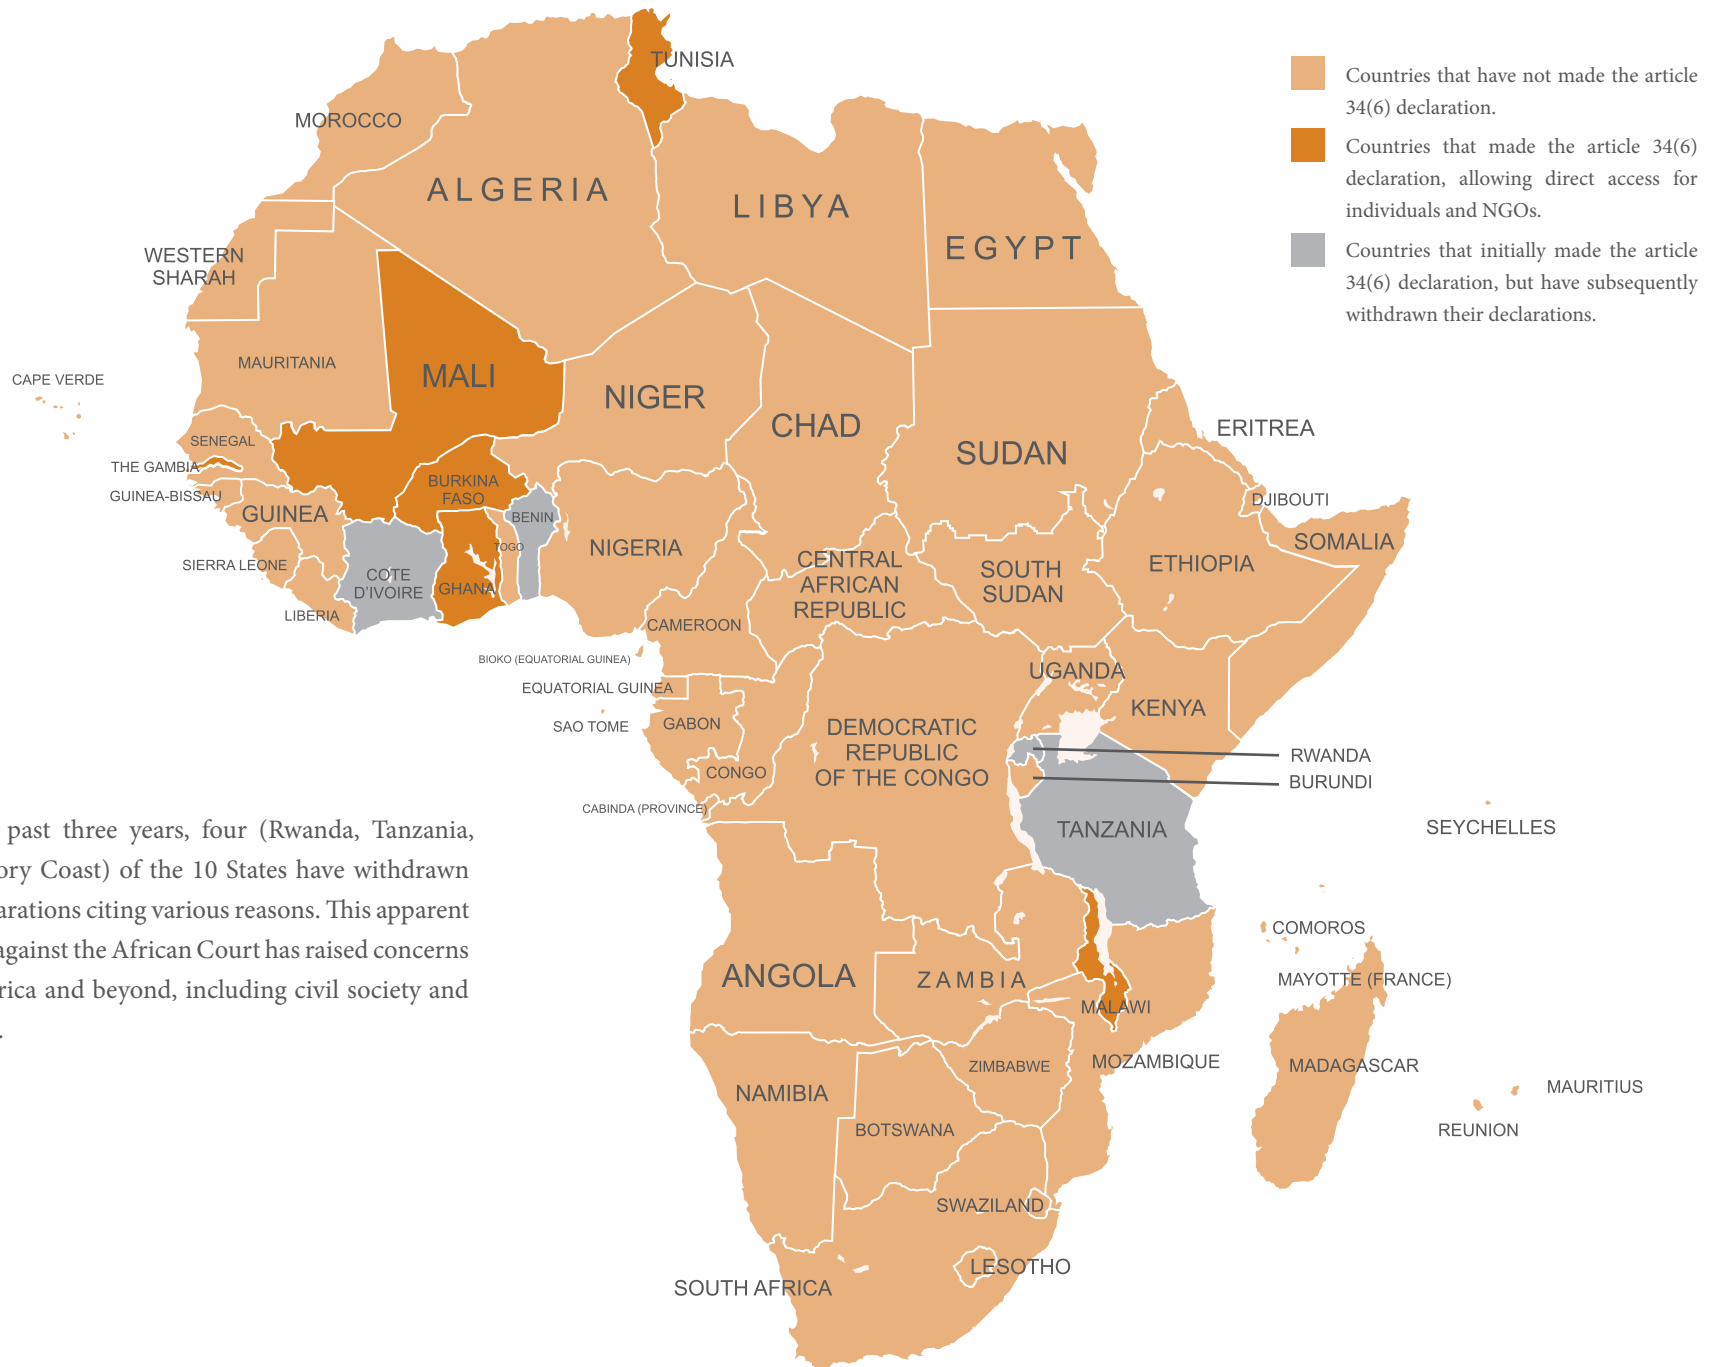 TUNISIA
MOROCCO
ALGERIA
LIBYA
EGYPT
WESTERN
SHARAH
MAURITANIA
MALI
NIGER
CHAD
SUDAN
ERITREA
CAPE VERDE
SENEGAL
THE GAMBIA
GUINEA-BISSAU
GUINEA
BURKINA
FASO
BENIN
TOGO
DJIBOUTI
SOMALIA
SIERRA LEONE
COTE
D'IVOIRE
GHANA
NIGERIA
CENTRAL
AFRICAN
REPUBLIC
SOUTH
SUDAN
ETHIOPIA
LIBERIA
CAMEROON
BIOKO (EQUATORIAL GUINEA)
EQUATORIAL GUINEA
SAO TOME
GABON
CONGO
CABINDA (PROVINCE)
DEMOCRATIC
REPUBLIC
OF THE CONGO
UGANDA
KENYA
RWANDA
BURUNDI
TANZANIA
SEYCHELLES
COMOROS
MAYOTTE (FRANCE)
ANGOLA
ZAMBIA
MALAWI
MOZAMBIQUE
ZIMBABWE
MADAGASCAR
MAURITIUS
REUNION
NAMIBIA
BOTSWANA
SWAZILAND
LESOTHO
SOUTH AFRICA
Countries that have not made the article
34(6) declaration.
Countries that made the article 34(6)
declaration, allowing direct access for
individuals and NGOs.
Countries that initially made the article
34(6) declaration, but have subsequently
withdrawn their declarations.
past three years, four (Rwanda, Tanzania,
ory Coast) of the 10 States have withdrawn
arations citing various reasons. This apparent
against the African Court has raised concerns
rica and beyond, including civil society and
.